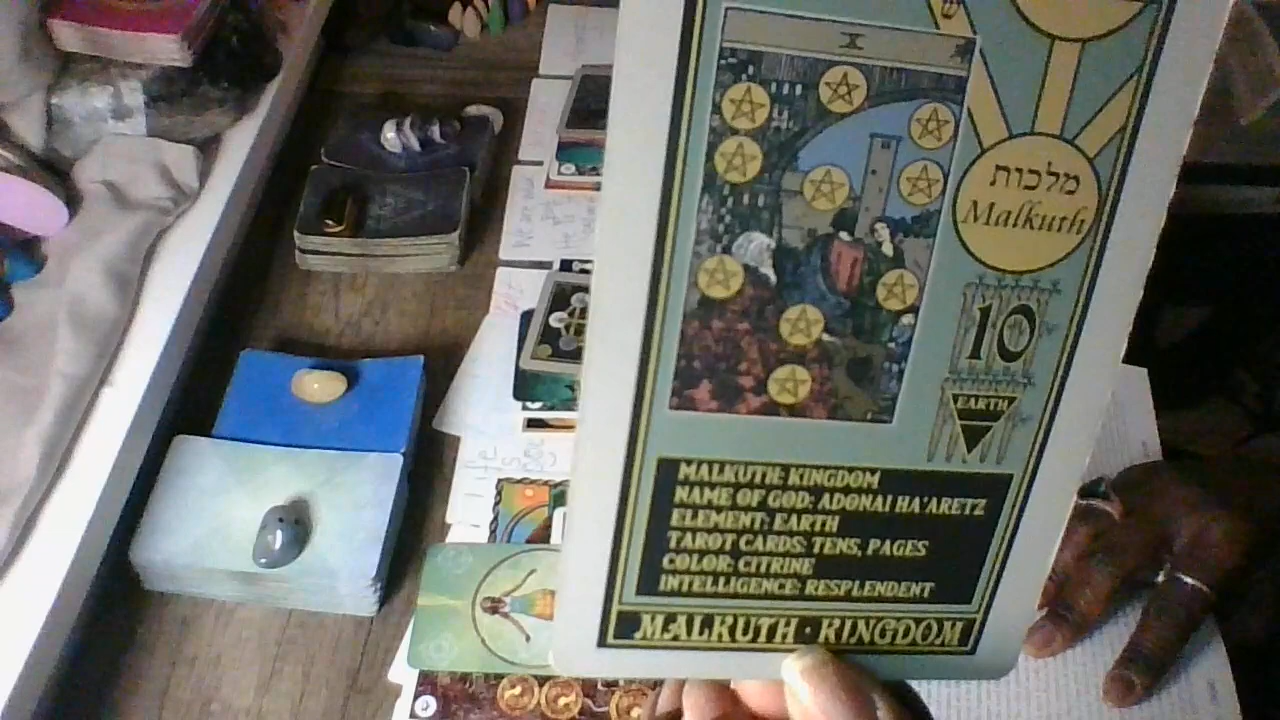 X
מלכות
Malkuth
10
EARTH
MALKUTH: KINGDOM
NAME OF GOD: ADONAI HA'ARETZ
ELEMENT: EARTH
TAROT CARDS: TENS, PAGES
COLOR: CITRINE
INTELLIGENCE: RESPLENDENT
MALKUTH · KINGDOM